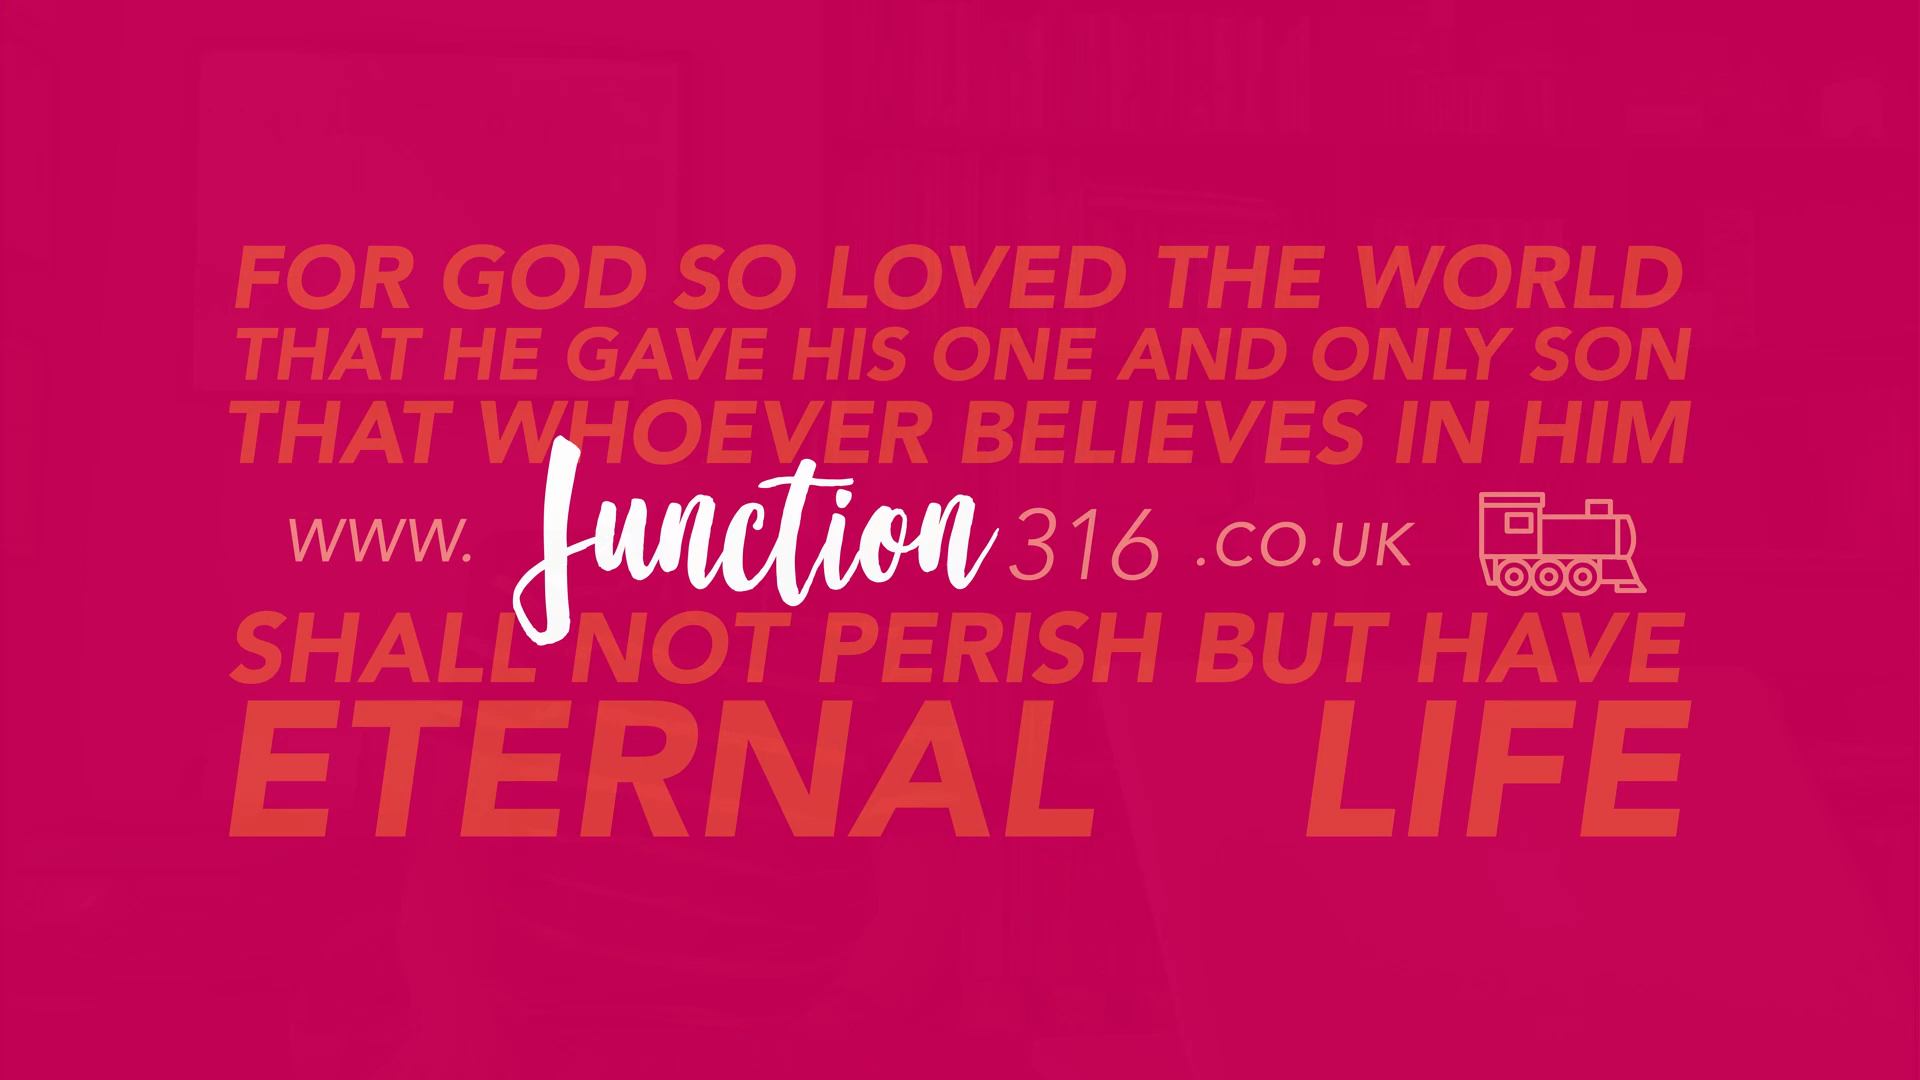 FOR GOD SO LOVED THE WORLD
THAT HE GAVE HIS ONE AND ONLY SON
THAT WHOEVER BELIEVES IN HIM
www. Junction 316 .co.uk
SHALL NOT PERISH BUT HAVE
ETERNAL LIFE